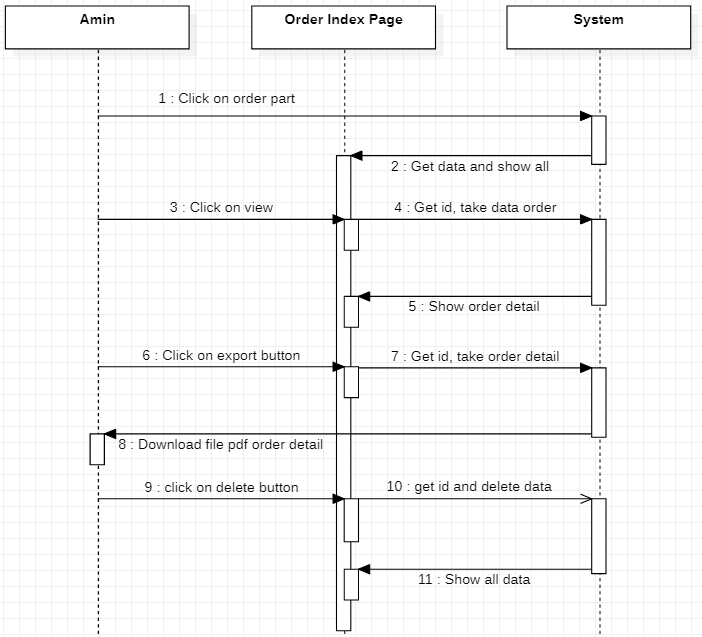 Amin
Order Index Page
System
1 : Click on order part
2 : Get data and show all
3 : Click on view
4 : Get id, take data order
5 : Show order detail
6 : Click on export button
7 : Get id, take order detail
8 : Download file pdf order detail
9 : click on delete button
10 : get id and delete data
11 : Show all data